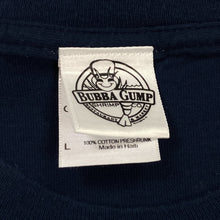 BUBBA GUMP
SHRIMP CO.
L
100% COTTON PRESHRUNK
Made in Haiti